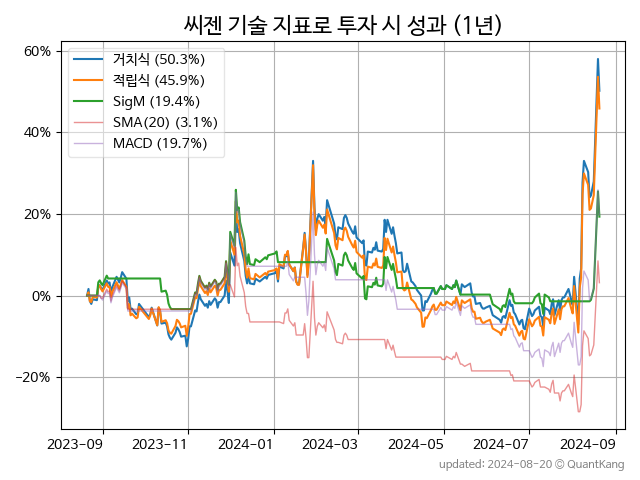 씨젠 기술 지표로 투자 시 성과 (1년)
60%
40%
20%
0%
−20%
거치식 (50.3%)
적립식 (45.9%)
SigM (19.4%)
SMA(20) (3.1%)
MACD (19.7%)
2023-09 2023-11 2024-01 2024-03 2024-05 2024-07 2024-09
updated: 2024-08-20 © QuantKang